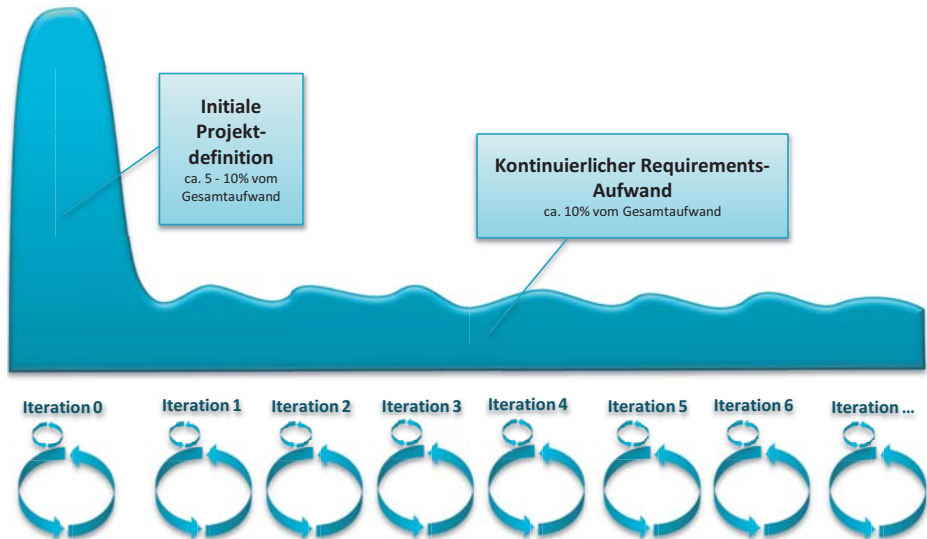 Initiale
Projekt-
definition
ca. 5 - 10% vom
Gesamtaufwand
Kontinuierlicher Requirements-
Aufwand
ca. 10% vom Gesamtaufwand
Iteration 0
Iteration 1
Iteration 2
Iteration 3
Iteration 4
Iteration 5
Iteration 6
Iteration ...